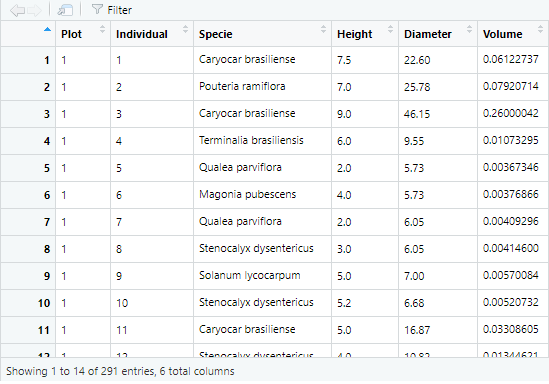 Filter
Plot Individual Specie Height Diameter Volume
1 1 1 Caryocar brasiliense 7.5 22.60 0.06122737
2 1 2 Pouteria ramiflora 7.0 25.78 0.07920714
3 1 3 Caryocar brasiliense 9.0 46.15 0.26000042
4 1 4 Terminalia brasiliensis 6.0 9.55 0.01073295
5 1 5 Qualea parviflora 2.0 5.73 0.00367346
6 1 6 Magonia pubescens 4.0 5.73 0.00376866
7 1 7 Qualea parviflora 2.0 6.05 0.00409296
8 1 8 Stenocalyx dysentericus 3.0 6.05 0.00414600
9 1 9 Solanum lycocarpum 5.0 7.00 0.00570084
10 1 10 Stenocalyx dysentericus 5.2 6.68 0.00520732
11 1 11 Caryocar brasiliense 5.0 16.87 0.03308605
12 1 12 Stenocalyx dysentericus 4.0 10.82 0.01344621
Showing 1 to 14 of 291 entries, 6 total columns